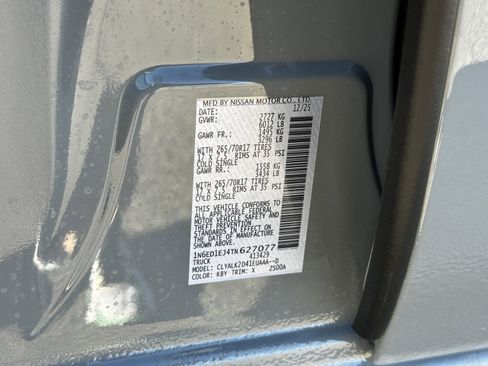 MFD BY NISSAN MOTOR CO., LTD.
12/25
GVWR: 2727 KG
6012 LB
GAWR FR: 1495 KG
3296 LB
WITH 265/70R17 TIRES
17 X 7.5 RIMS AT 35 PSI
COLD SINGLE
GAWR RR: 1558 KG
3434 LB
WITH 265/70R17 TIRES
17 X 7.5 RIMS AT 35 PSI
COLD SINGLE
THIS VEHICLE CONFORMS TO
ALL APPLICABLE FEDERAL
MOTOR VEHICLE SAFETY AND
THEFT PREVENTION
STANDARDS IN EFFECT ON
THE DATE OF MANUFACTURE
SHOWN ABOVE.
1N6ED1EJ4TN627077
TRUCK 413429
MODEL: CLYALK2D41EUAAA--D
COLOR: KBY TRIM: X ZS00A